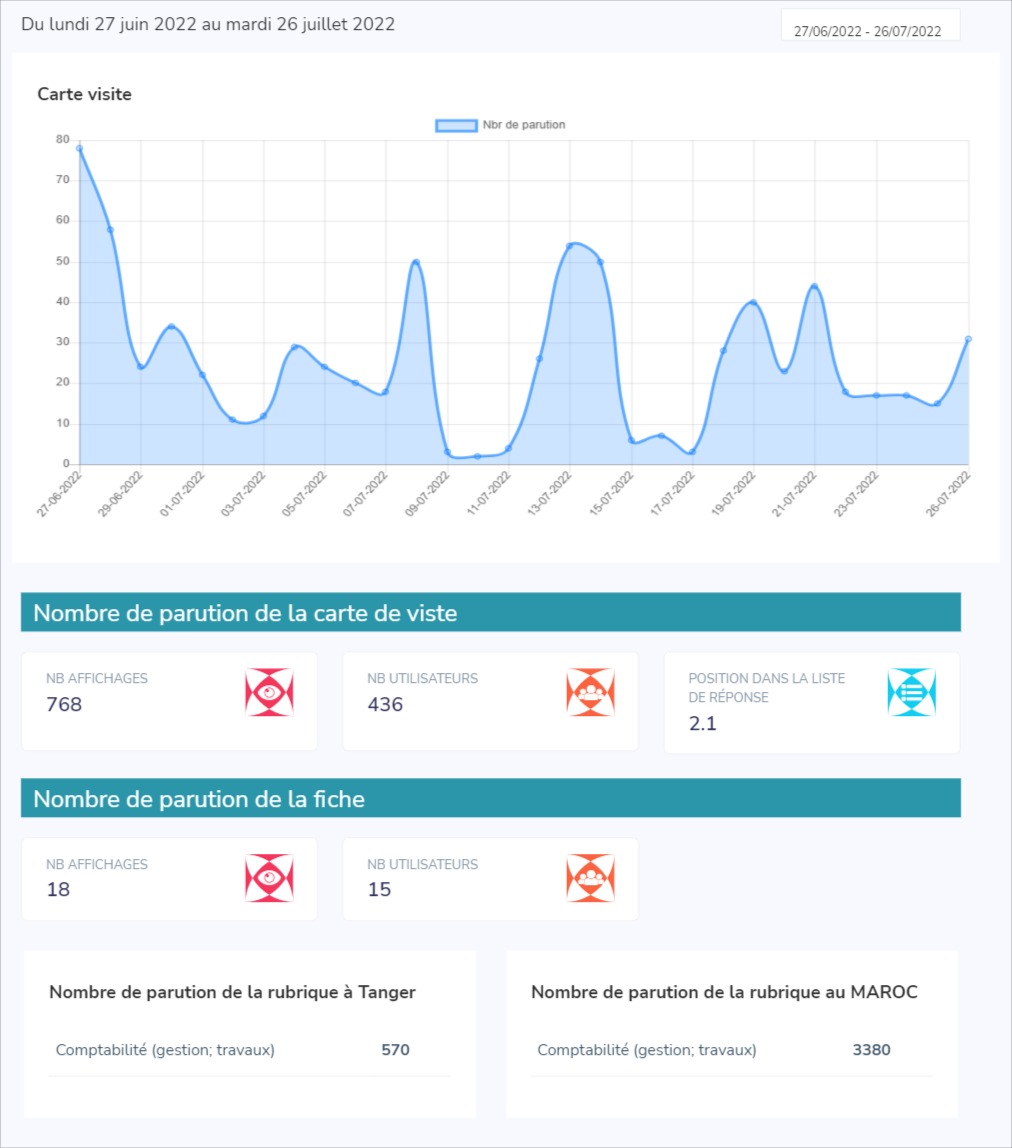 Du lundi 27 juin 2022 au mardi 26 juillet 2022
27/06/2022 - 26/07/2022
Carte visite
Nbr de parution
80
70
60
50
40
30
20
10
0
27-06-2022
29-06-2022
01-07-2022
03-07-2022
05-07-2022
07-07-2022
09-07-2022
11-07-2022
13-07-2022
15-07-2022
17-07-2022
19-07-2022
21-07-2022
23-07-2022
26-07-2022
Nombre de parution de la carte de viste
NB AFFICHAGES
768
NB UTILISATEURS
436
POSITION DANS LA LISTE
DE RÉPONSE
2.1
Nombre de parution de la fiche
NB AFFICHAGES
18
NB UTILISATEURS
15
Nombre de parution de la rubrique à Tanger
Comptabilité (gestion; travaux) 570
Nombre de parution de la rubrique au MAROC
Comptabilité (gestion; travaux) 3380